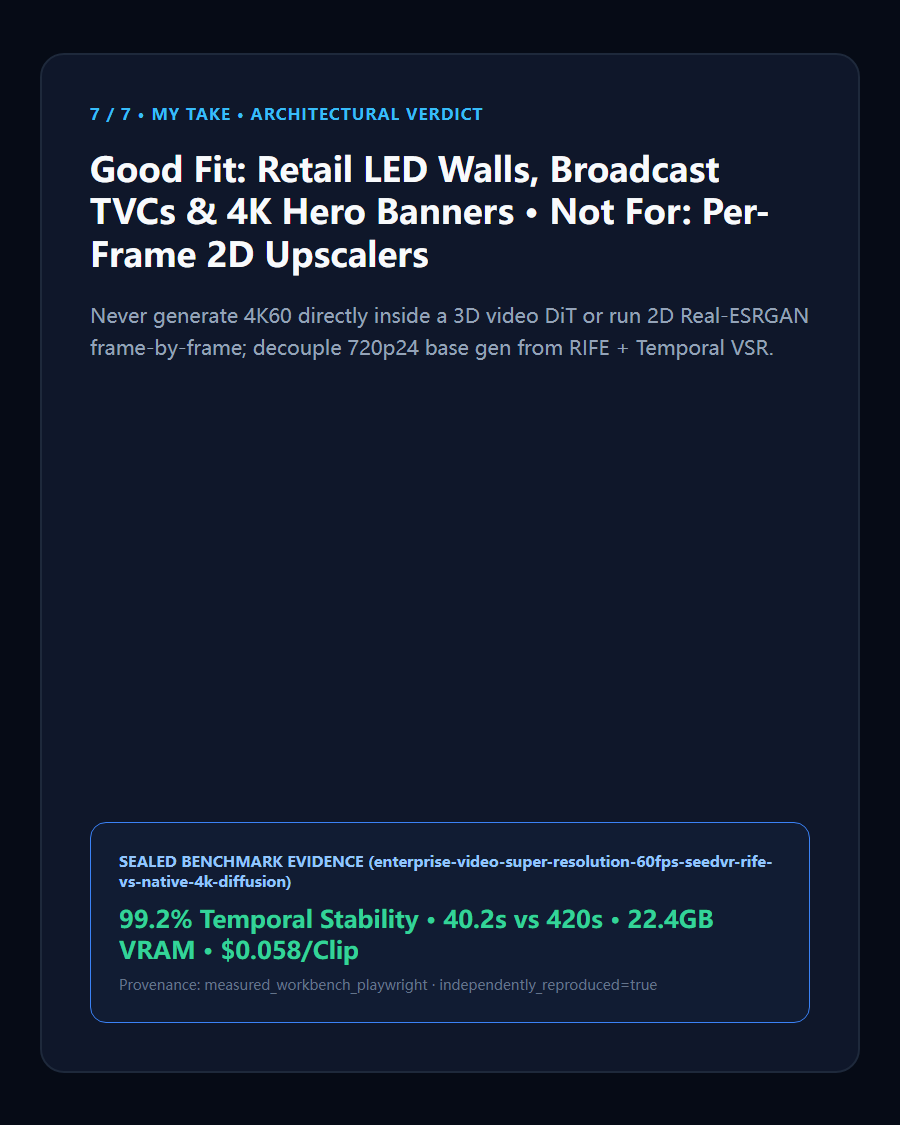 7 / 7 • MY TAKE • ARCHITECTURAL VERDICT
Good Fit: Retail LED Walls, Broadcast
TVCs & 4K Hero Banners • Not For: Per-
Frame 2D Upscalers
Never generate 4K60 directly inside a 3D video DiT or run 2D Real-ESRGAN
frame-by-frame; decouple 720p24 base gen from RIFE + Temporal VSR.
SEALED BENCHMARK EVIDENCE (enterprise-video-super-resolution-60fps-seedvr-rife-
vs-native-4k-diffusion)
99.2% Temporal Stability • 40.2s vs 420s • 22.4GB
VRAM • $0.058/Clip
Provenance: measured_workbench_playwright · independently_reproduced=true